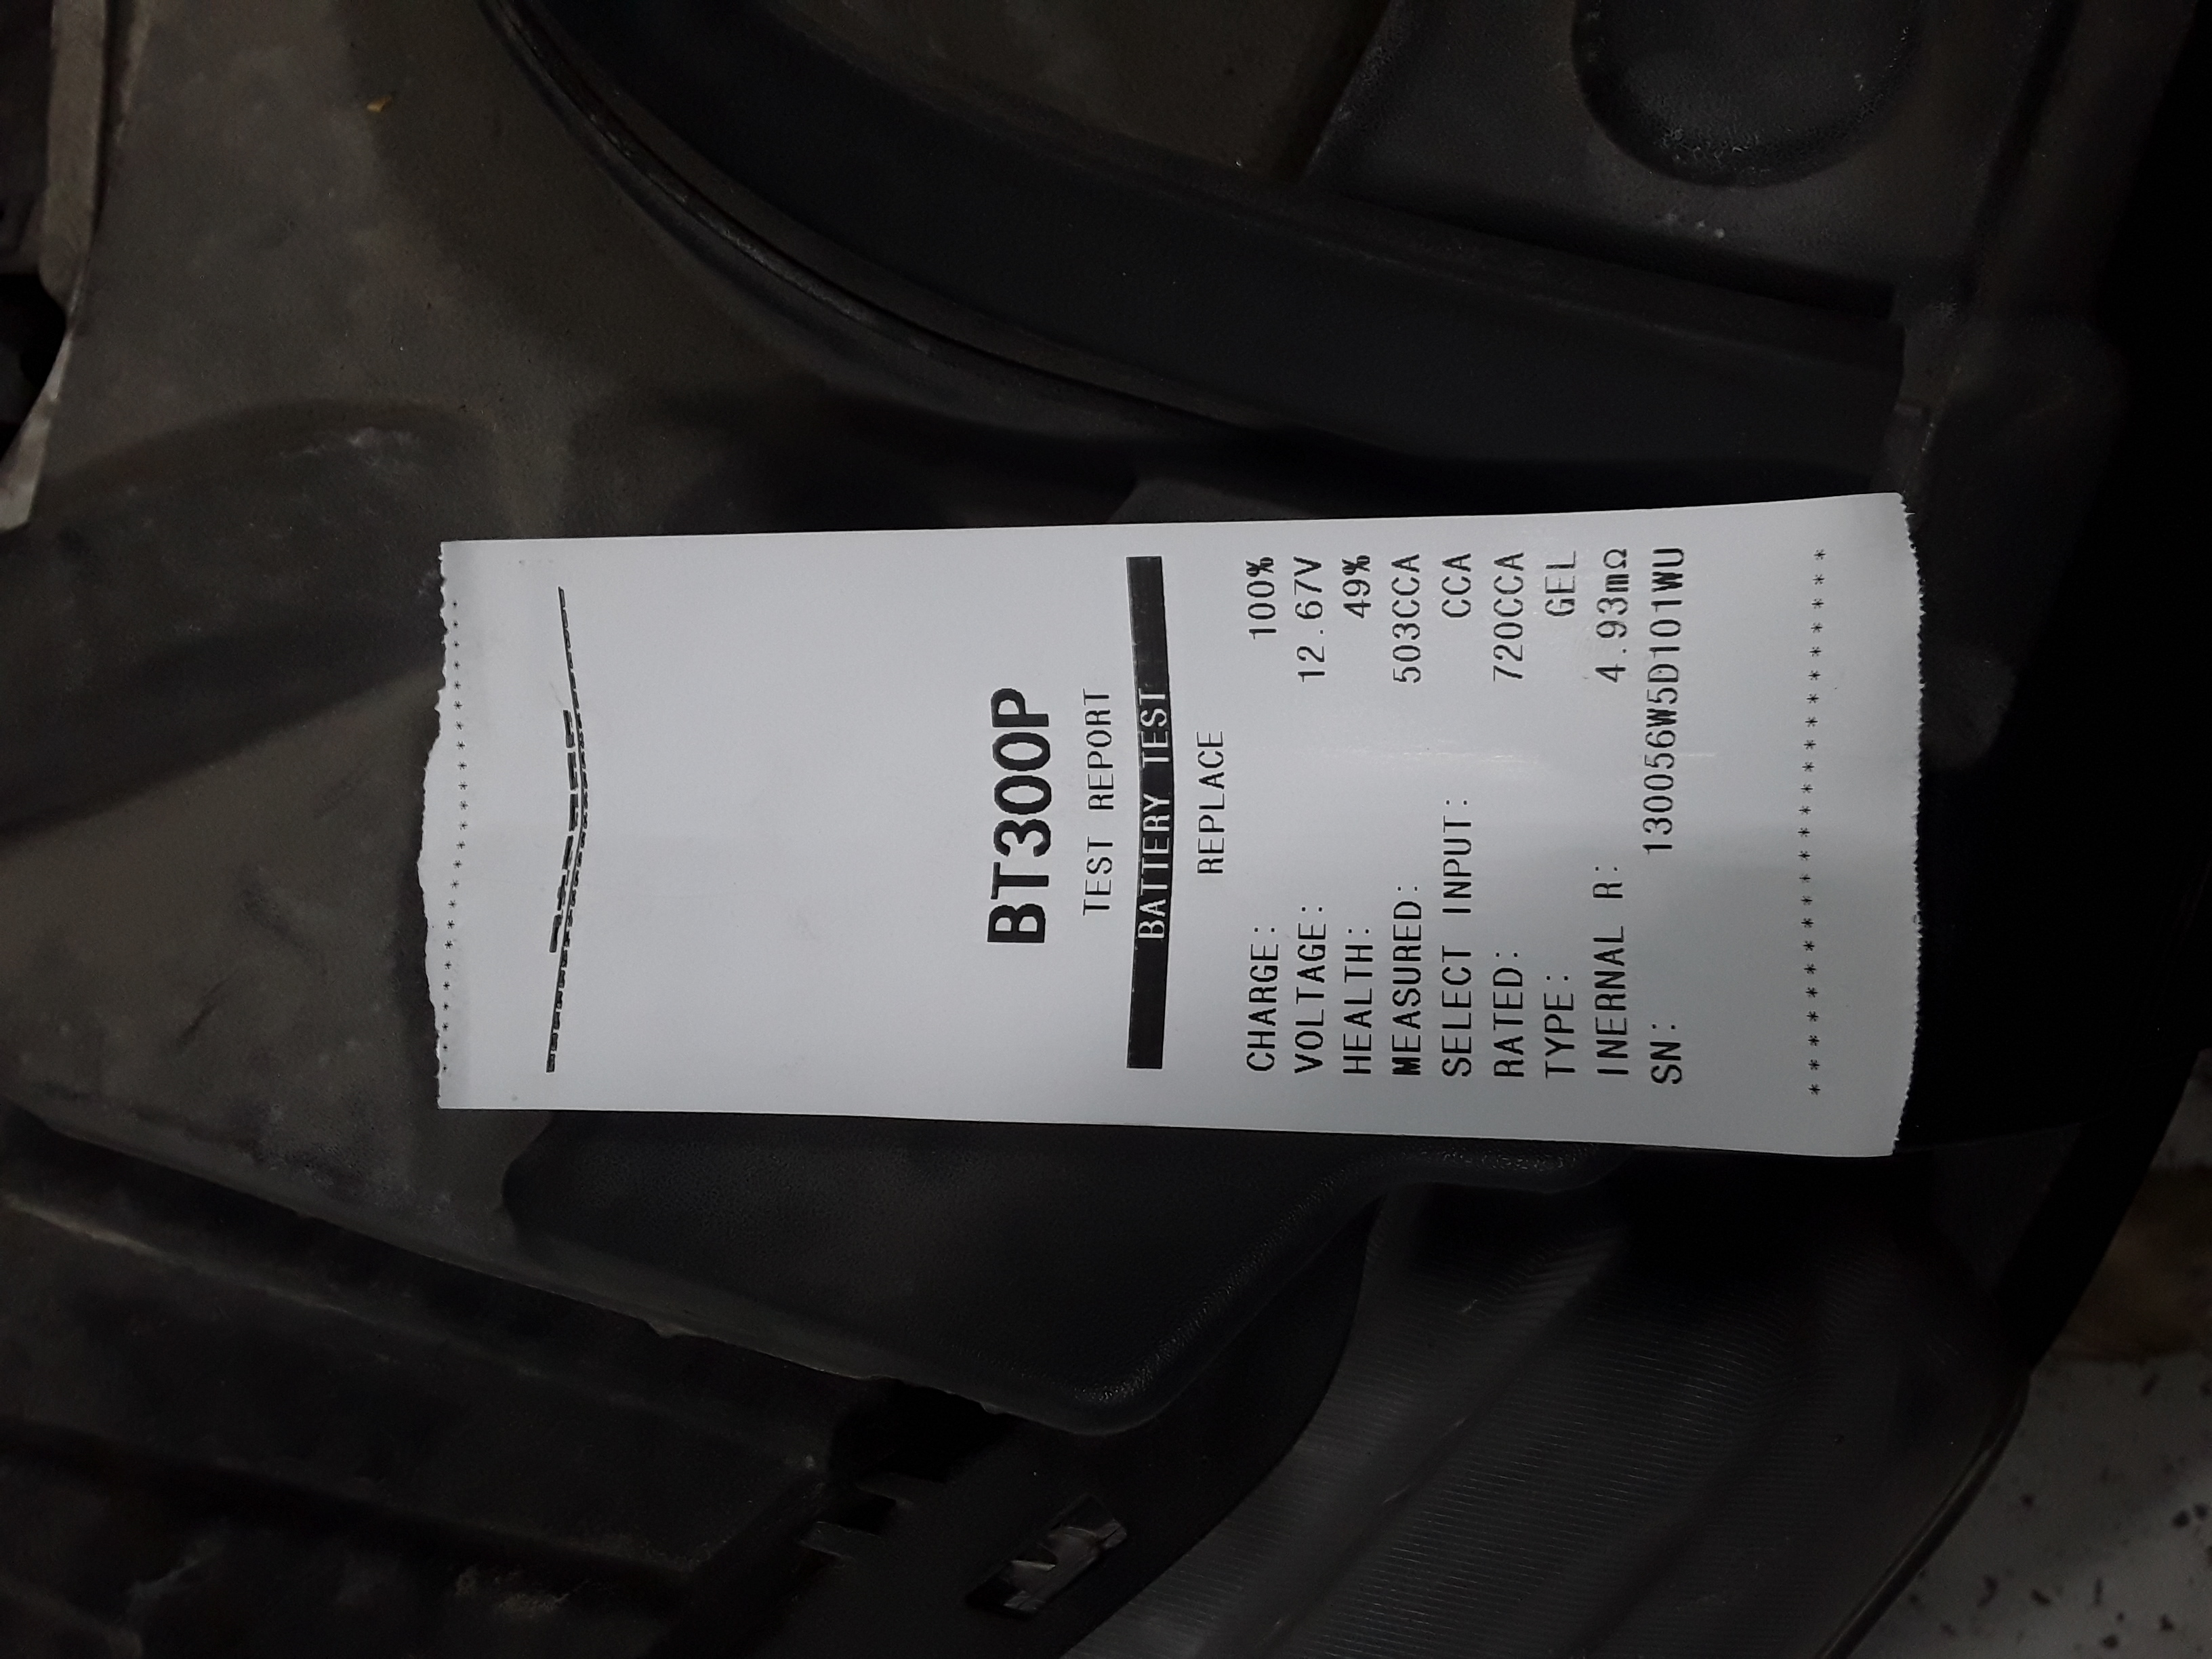 ************************
BT300P
TEST REPORT
BATTERY TEST
REPLACE
CHARGE: 100%
VOLTAGE: 12.67V
HEALTH: 49%
MEASURED: 503CCA
SELECT INPUT: CCA
RATED: 720CCA
TYPE: GEL
INERNAL R: 4.93mΩ
SN: 130056W5D101WU
************************